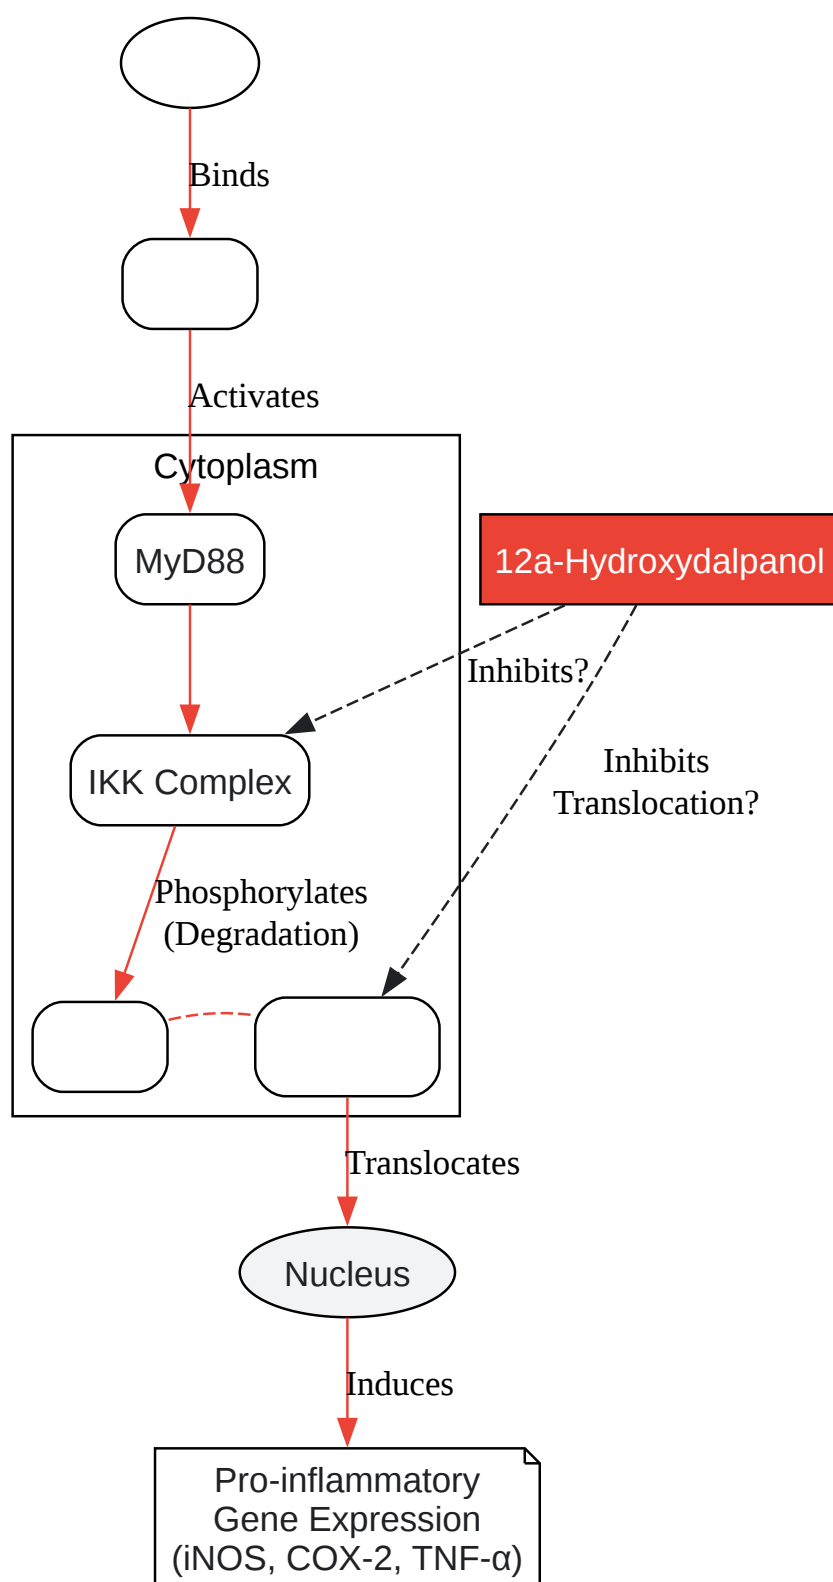 Binds
Activates
Cytoplasm
MyD88
12a-Hydroxydalpanol
Inhibits?
IKK Complex
Inhibits
Translocation?
Phosphorylates
(Degradation)
Translocates
Nucleus
Induces
Pro-inflammatory
Gene Expression
(iNOS, COX-2, TNF-α)